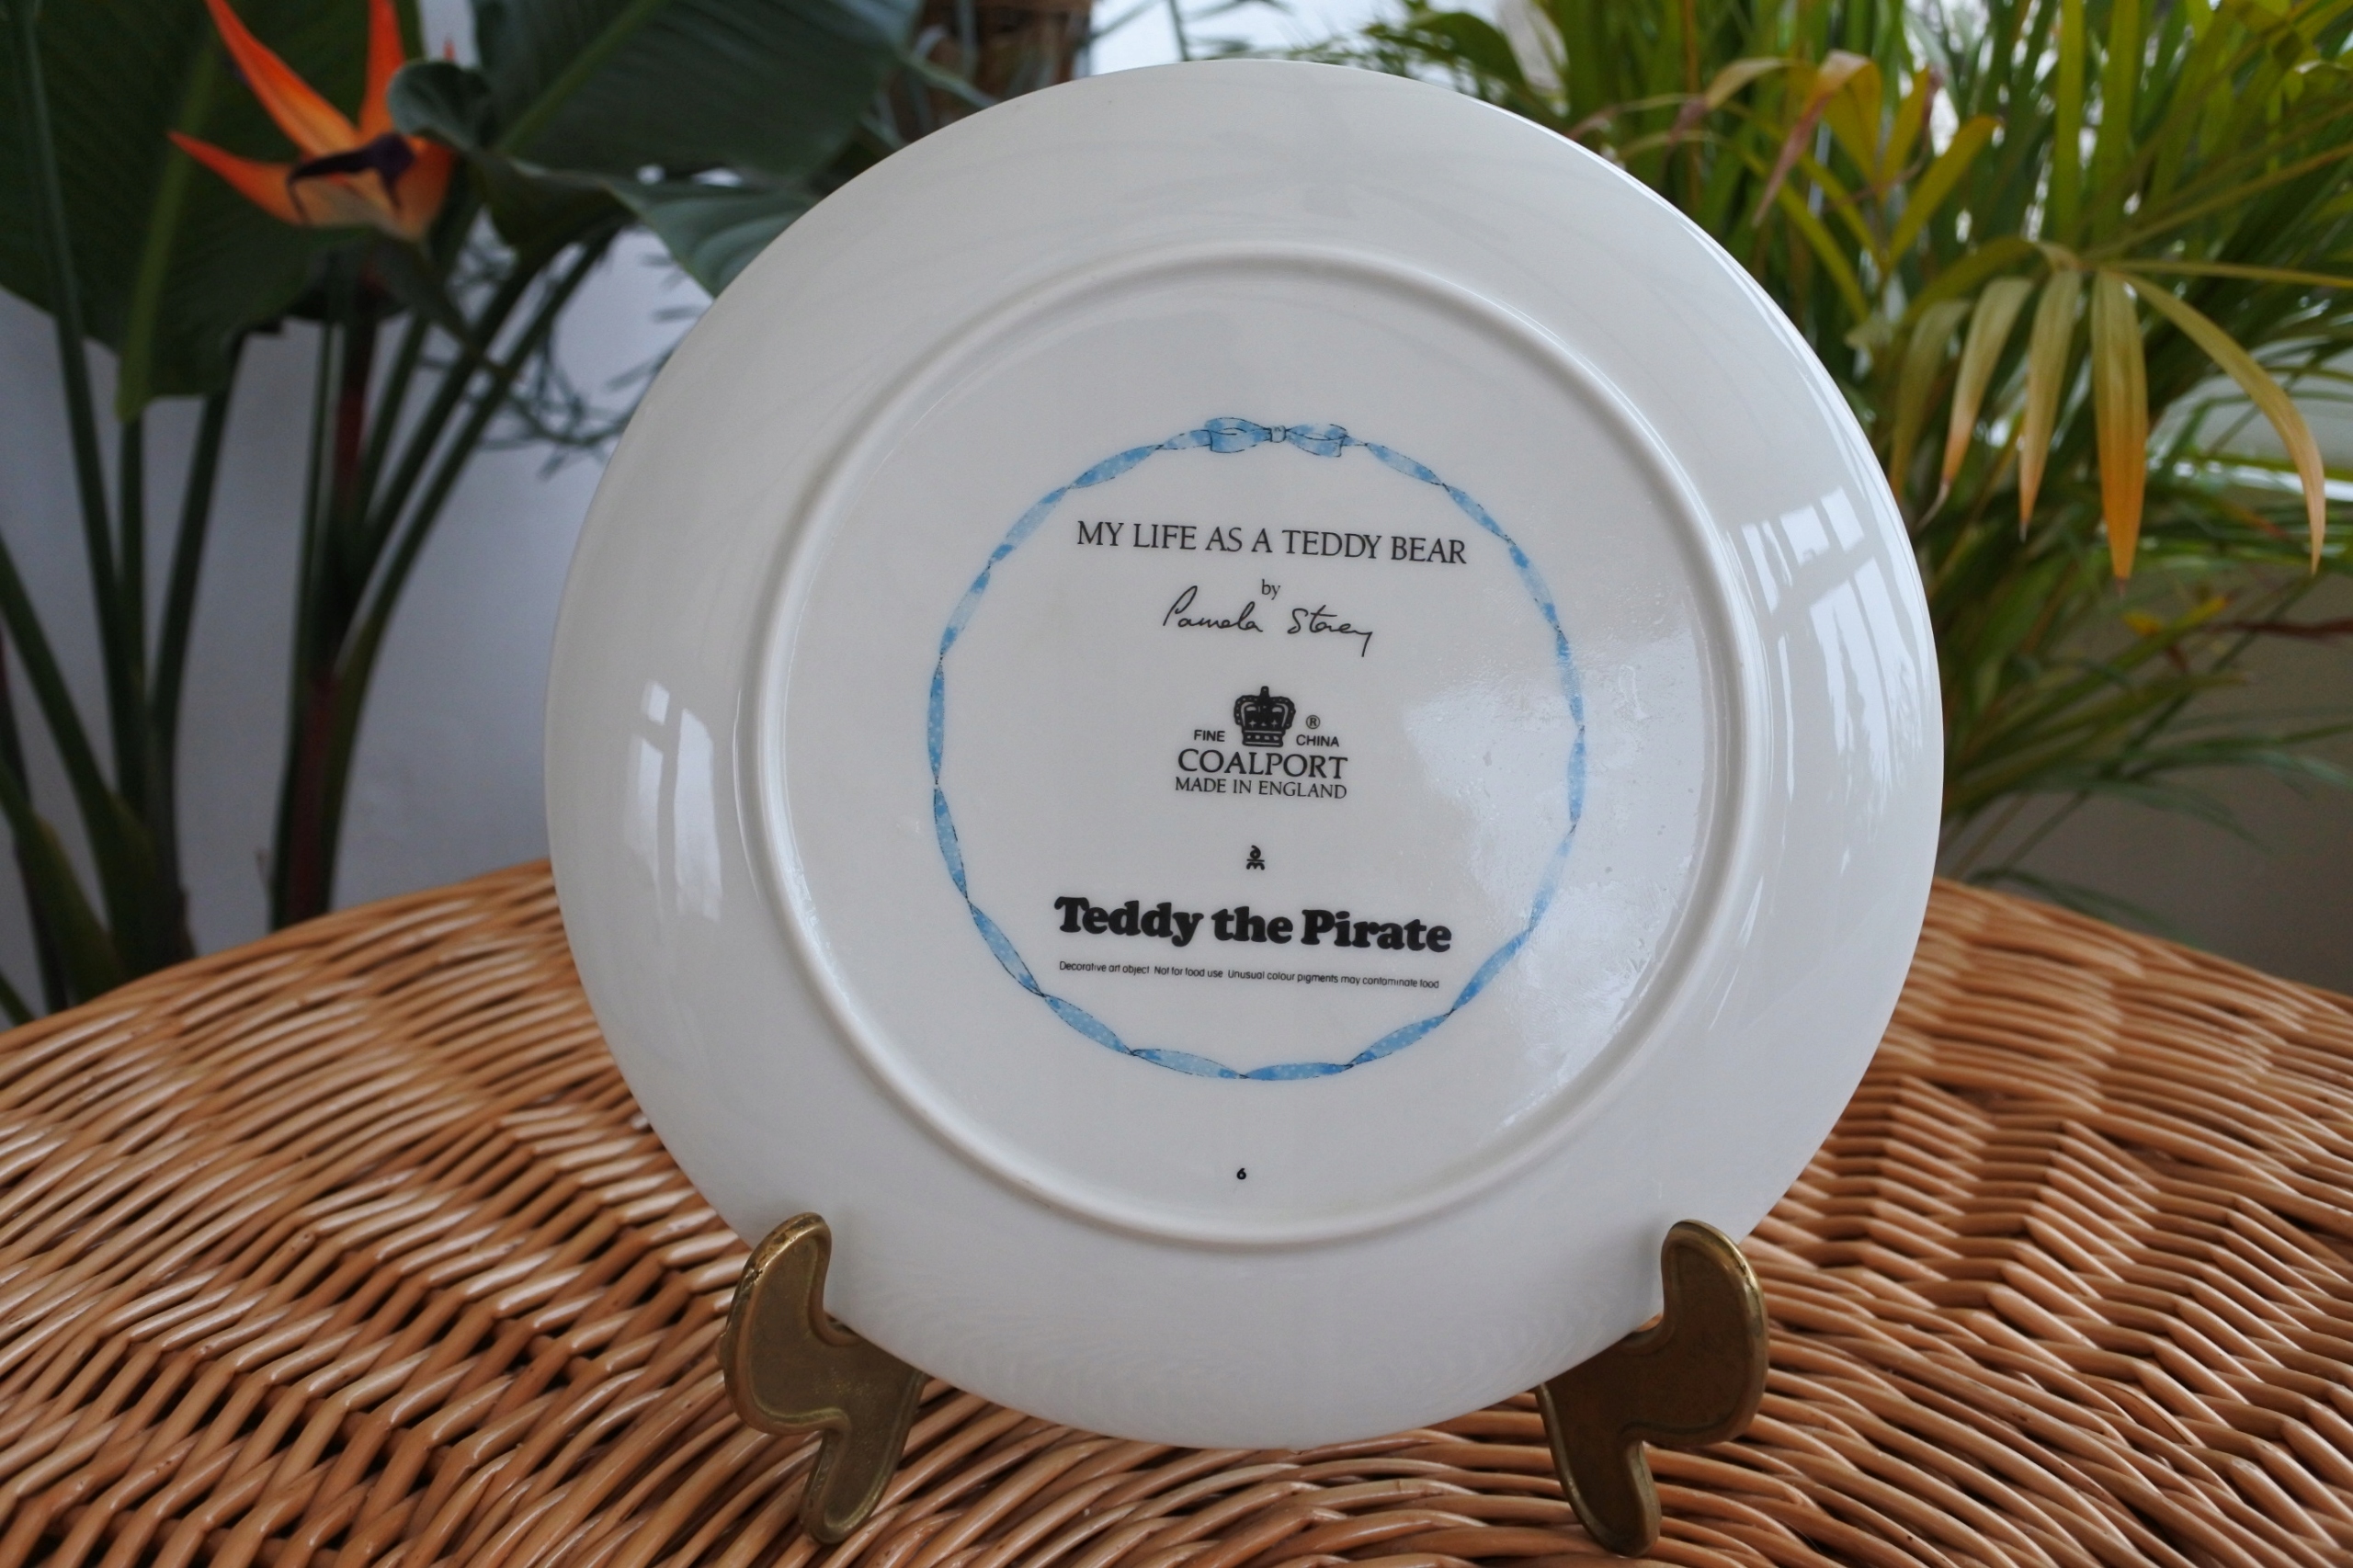 MY LIFE AS A TEDDY BEAR
by
Pamela Storey
FINE ® CHINA
COALPORT
MADE IN ENGLAND
Teddy the Pirate
Decorative art object Not for food use Unusual colour pigments may contaminate food
6